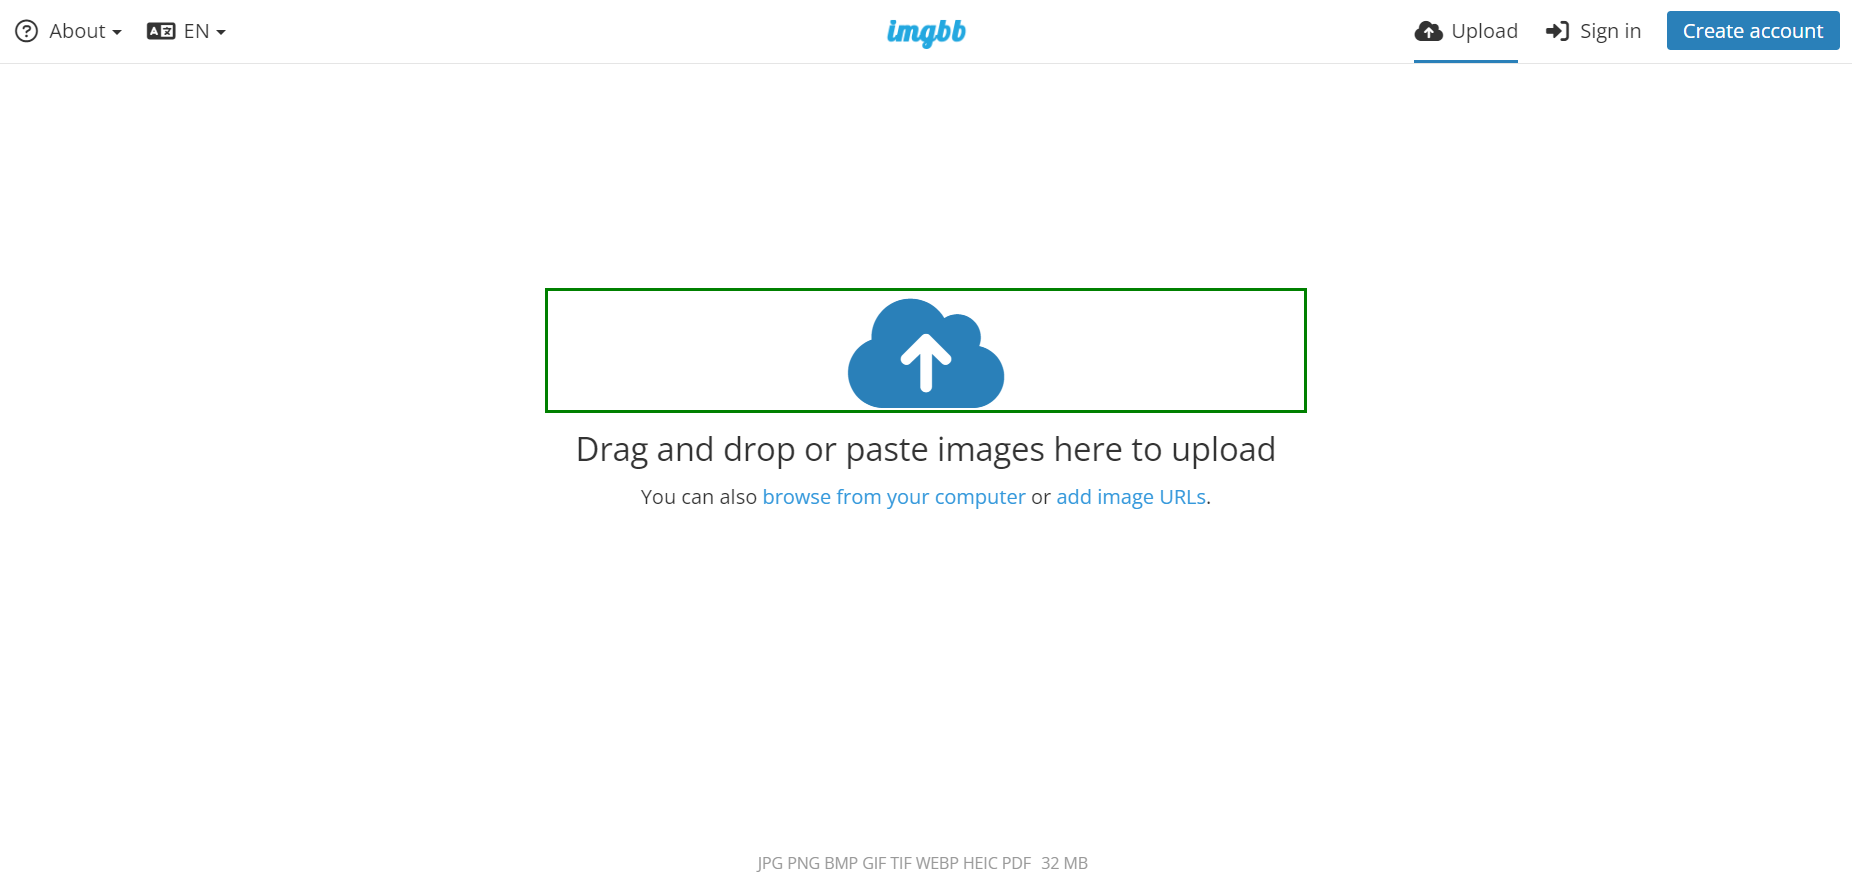 About
EN
imgbb
Upload
Sign in
Create account
Drag and drop or paste images here to upload
You can also browse from your computer or add image URLs.
JPG PNG BMP GIF TIF WEBP HEIC PDF 32 MB